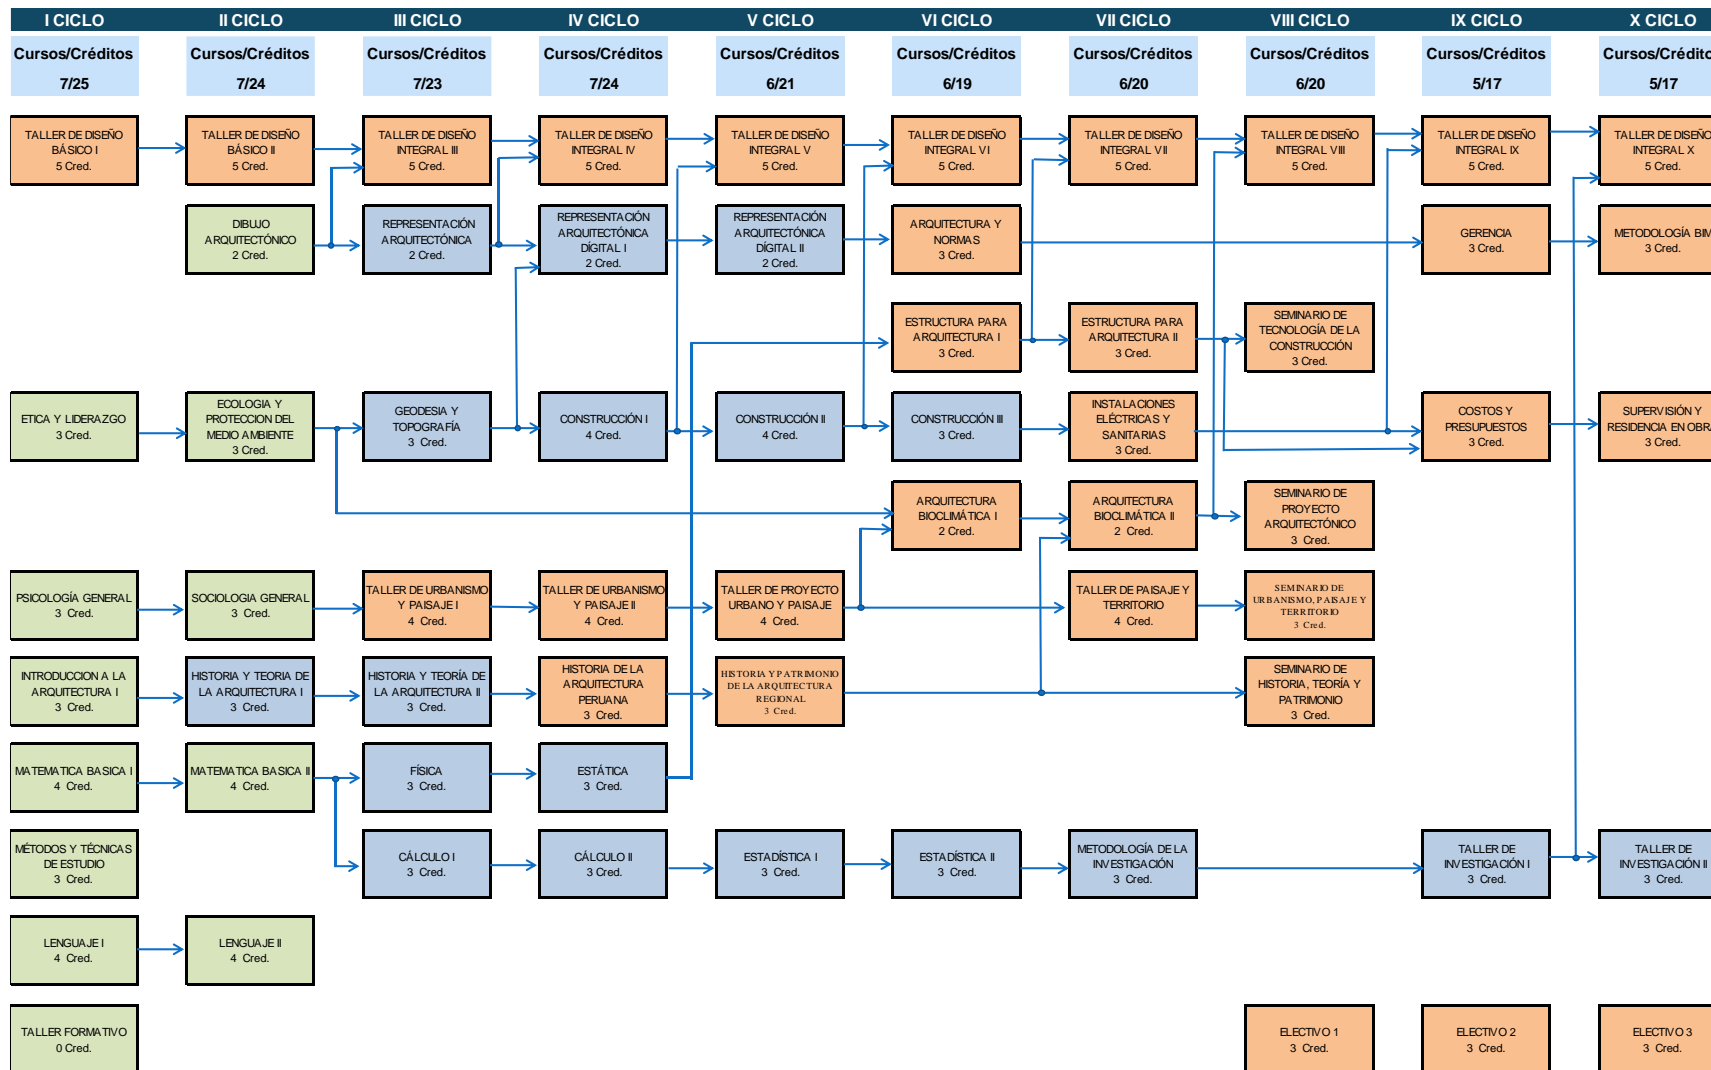 I CICLO
II CICLO
III CICLO
IV CICLO
V CICLO
VI CICLO
VII CICLO
VIII CICLO
IX CICLO
X CICLO
Cursos/Créditos
Cursos/Créditos
Cursos/Créditos
Cursos/Créditos
Cursos/Créditos
Cursos/Créditos
Cursos/Créditos
Cursos/Créditos
Cursos/Créditos
Cursos/Crédito
7/25
7/24
7/23
7/24
6/21
6/19
6/20
6/20
5/17
5/17
TALLER DE DISEÑO
BÁSICO I
5 Cred.
TALLER DE DISEÑO
BÁSICO II
5 Cred.
TALLER DE DISEÑO
INTEGRAL III
5 Cred.
TALLER DE DISEÑO
INTEGRAL IV
5 Cred.
TALLER DE DISEÑO
INTEGRAL V
5 Cred.
TALLER DE DISEÑO
INTEGRAL VI
5 Cred.
TALLER DE DISEÑO
INTEGRAL VII
5 Cred.
TALLER DE DISEÑO
INTEGRAL VIII
5 Cred.
TALLER DE DISEÑO
INTEGRAL IX
5 Cred.
TALLER DE DISEÑO
INTEGRAL X
5 Cred.
DIBUJO
ARQUITECTÓNICO
2 Cred.
REPRESENTACIÓN
ARQUITECTÓNICA
2 Cred.
REPRESENTACIÓN
ARQUITECTÓNICA
DÍGITAL I
2 Cred.
REPRESENTACIÓN
ARQUITECTÓNICA
DÍGITAL II
2 Cred.
ARQUITECTURA Y
NORMAS
3 Cred.
GERENCIA
3 Cred.
METODOLOGÍA BIM
3 Cred.
ESTRUCTURA PARA
ARQUITECTURA I
3 Cred.
ESTRUCTURA PARA
ARQUITECTURA II
3 Cred.
SEMINARIO DE
TECNOLOGÍA DE LA
CONSTRUCCIÓN
3 Cred.
ETICA Y LIDERAZGO
3 Cred.
ECOLOGIA Y
PROTECCION DEL
MEDIO AMBIENTE
3 Cred.
GEODESIA Y
TOPOGRAFÍA
3 Cred.
CONSTRUCCIÓN I
4 Cred.
CONSTRUCCIÓN II
4 Cred.
CONSTRUCCIÓN III
3 Cred.
INSTALACIONES
ELÉCTRICAS Y
SANITARIAS
3 Cred.
COSTOS Y
PRESUPUESTOS
3 Cred.
SUPERVISIÓN Y
RESIDENCIA EN OBRA
3 Cred.
ARQUITECTURA
BIOCLIMÁTICA I
2 Cred.
ARQUITECTURA
BIOCLIMÁTICA II
2 Cred.
SEMINARIO DE
PROYECTO
ARQUITECTÓNICO
3 Cred.
PSICOLOGÍA GENERAL
3 Cred.
SOCIOLOGIA GENERAL
3 Cred.
TALLER DE URBANISMO
Y PAISAJE I
4 Cred.
TALLER DE URBANISMO
Y PAISAJE II
4 Cred.
TALLER DE PROYECTO
URBANO Y PAISAJE
4 Cred.
TALLER DE PAISAJE Y
TERRITORIO
4 Cred.
SEMINARIO DE
URBANISMO, PAISAJE Y
TERRITORIO
3 Cred.
INTRODUCCION A LA
ARQUITECTURA I
3 Cred.
HISTORIA Y TEORIA DE
LA ARQUITECTURA I
3 Cred.
HISTORIA Y TEORÍA DE
LA ARQUITECTURA II
3 Cred.
HISTORIA DE LA
ARQUITECTURA
PERUANA
3 Cred.
HISTORIA Y PATRIMONIO
DE LA ARQUITECTURA
REGIONAL
3 Cred.
SEMINARIO DE
HISTORIA, TEORÍA Y
PATRIMONIO
3 Cred.
MATEMATICA BASICA I
4 Cred.
MATEMATICA BASICA II
4 Cred.
FÍSICA
3 Cred.
ESTÁTICA
3 Cred.
MÉTODOS Y TÉCNICAS
DE ESTUDIO
3 Cred.
CÁLCULO I
3 Cred.
CÁLCULO II
3 Cred.
ESTADÍSTICA I
3 Cred.
ESTADÍSTICA II
3 Cred.
METODOLOGÍA DE LA
INVESTIGACIÓN
3 Cred.
TALLER DE
INVESTIGACIÓN I
3 Cred.
TALLER DE
INVESTIGACIÓN II
3 Cred.
LENGUAJE I
4 Cred.
LENGUAJE II
4 Cred.
TALLER FORMATIVO
0 Cred.
ELECTIVO 1
3 Cred.
ELECTIVO 2
3 Cred.
ELECTIVO 3
3 Cred.